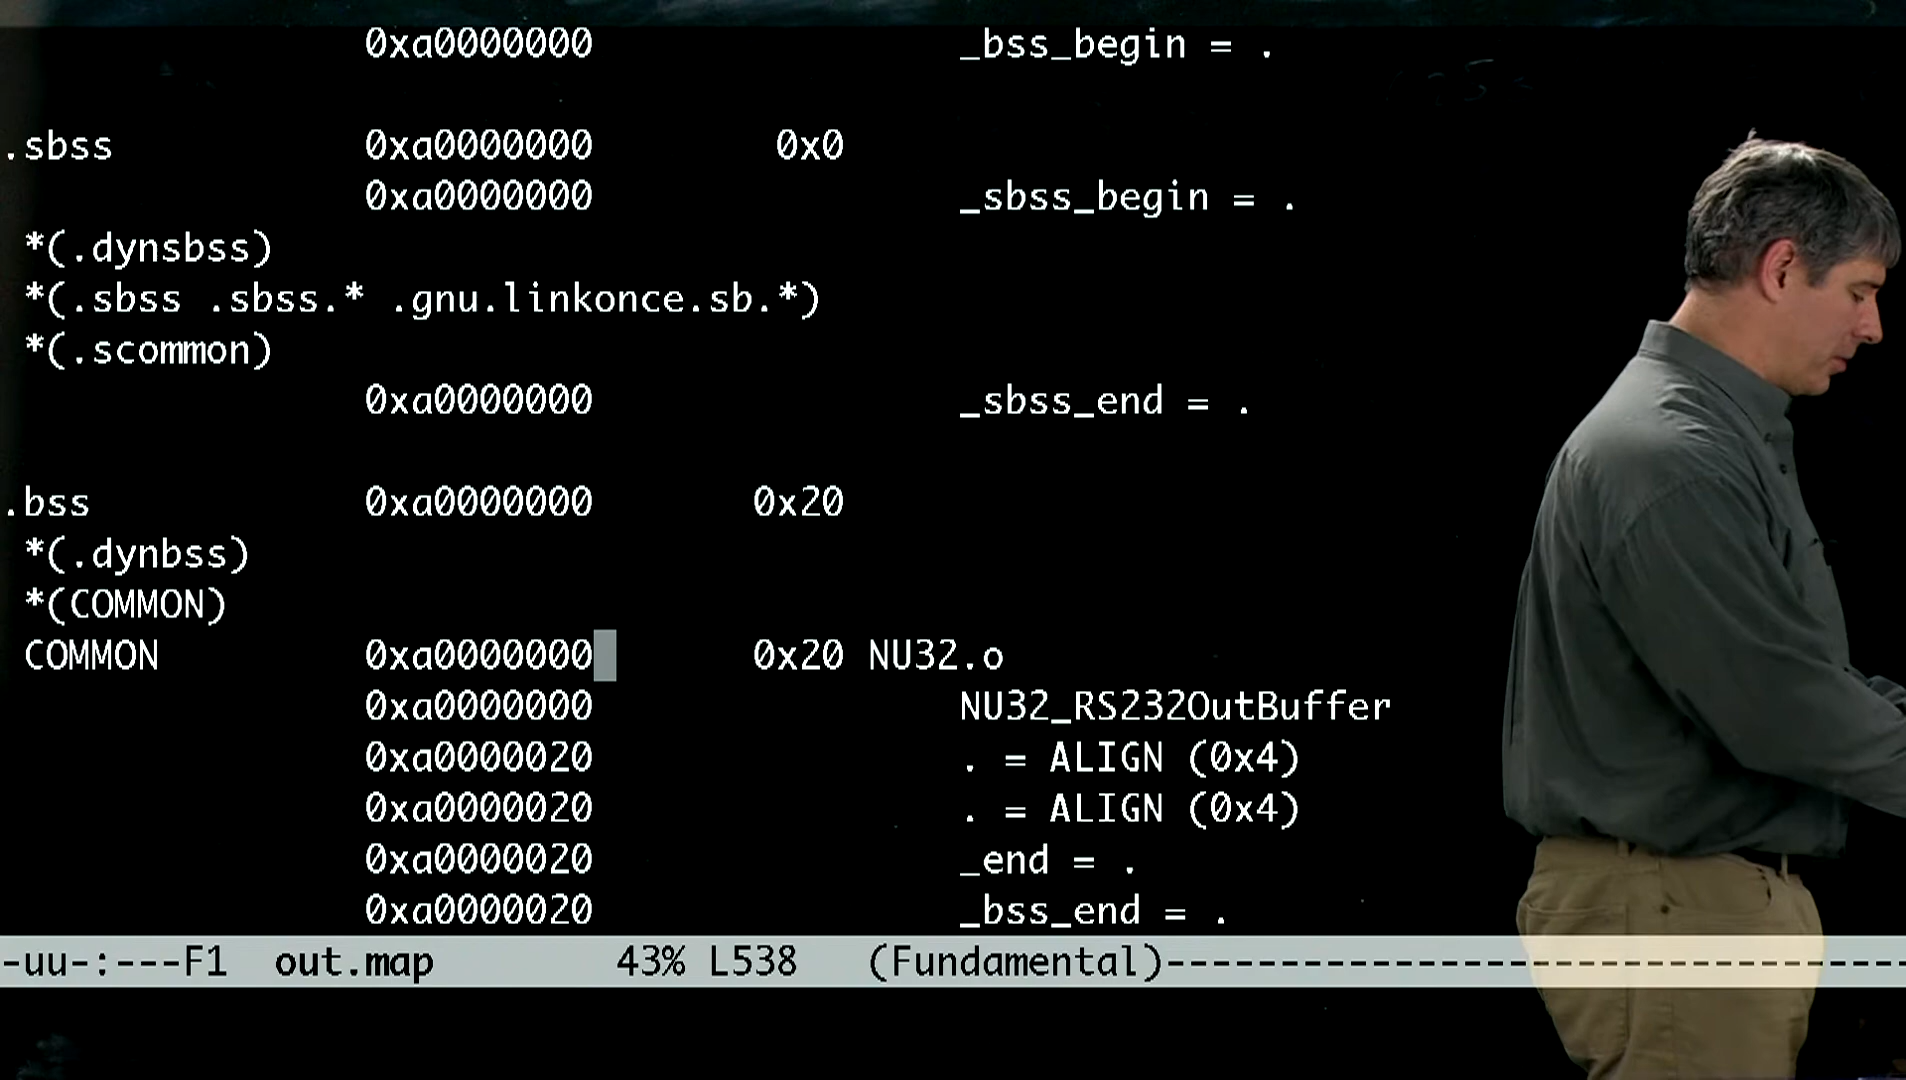 0xa0000000 _bss_begin = .
.sbss 0xa0000000 0x0
0xa0000000 _sbss_begin = .
*(.dynsbss)
*(.sbss .sbss.* .gnu.linkonce.sb.*)
*(.scommon)
0xa0000000 _sbss_end = .
.bss 0xa0000000 0x20
*(.dynbss)
*(COMMON)
COMMON 0xa0000000 0x20 NU32.o
0xa0000000 NU32_RS232OutBuffer
0xa0000020 . = ALIGN (0x4)
0xa0000020 . = ALIGN (0x4)
0xa0000020 _end = .
0xa0000020 _bss_end = .
-uu-:---F1 out.map 43% L538 (Fundamental)--------------------------------